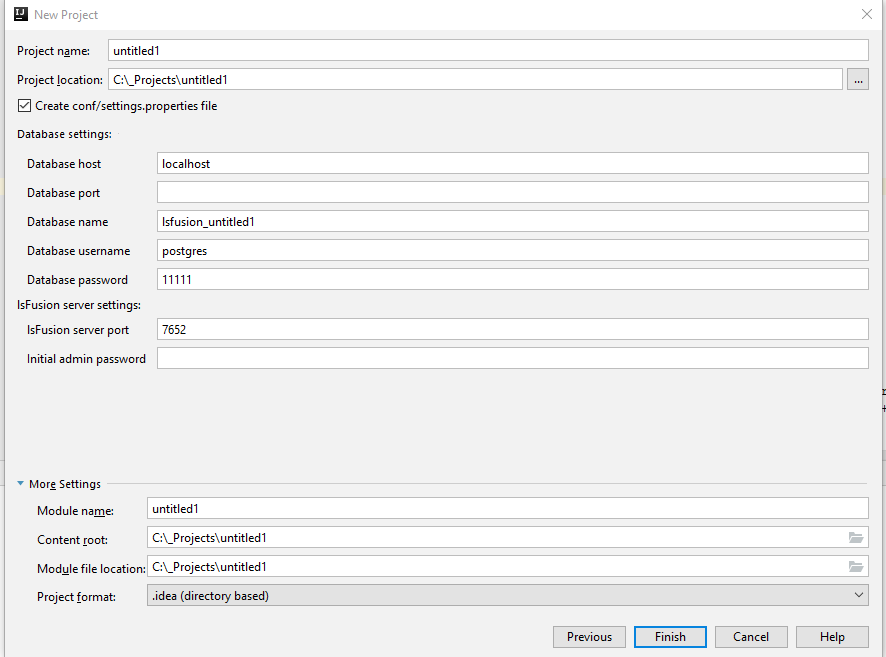 IJ New Project
Project name: untitled1
Project location: C:\_Projects\untitled1 ...
Create conf/settings.properties file
Database settings:
Database host localhost
Database port
Database name lsfusion_untitled1
Database username postgres
Database password 11111
lsFusion server settings:
lsFusion server port 7652
Initial admin password
More Settings
Module name: untitled1
Content root: C:\_Projects\untitled1
Module file location: C:\_Projects\untitled1
Project format: .idea (directory based)
Previous Finish Cancel Help